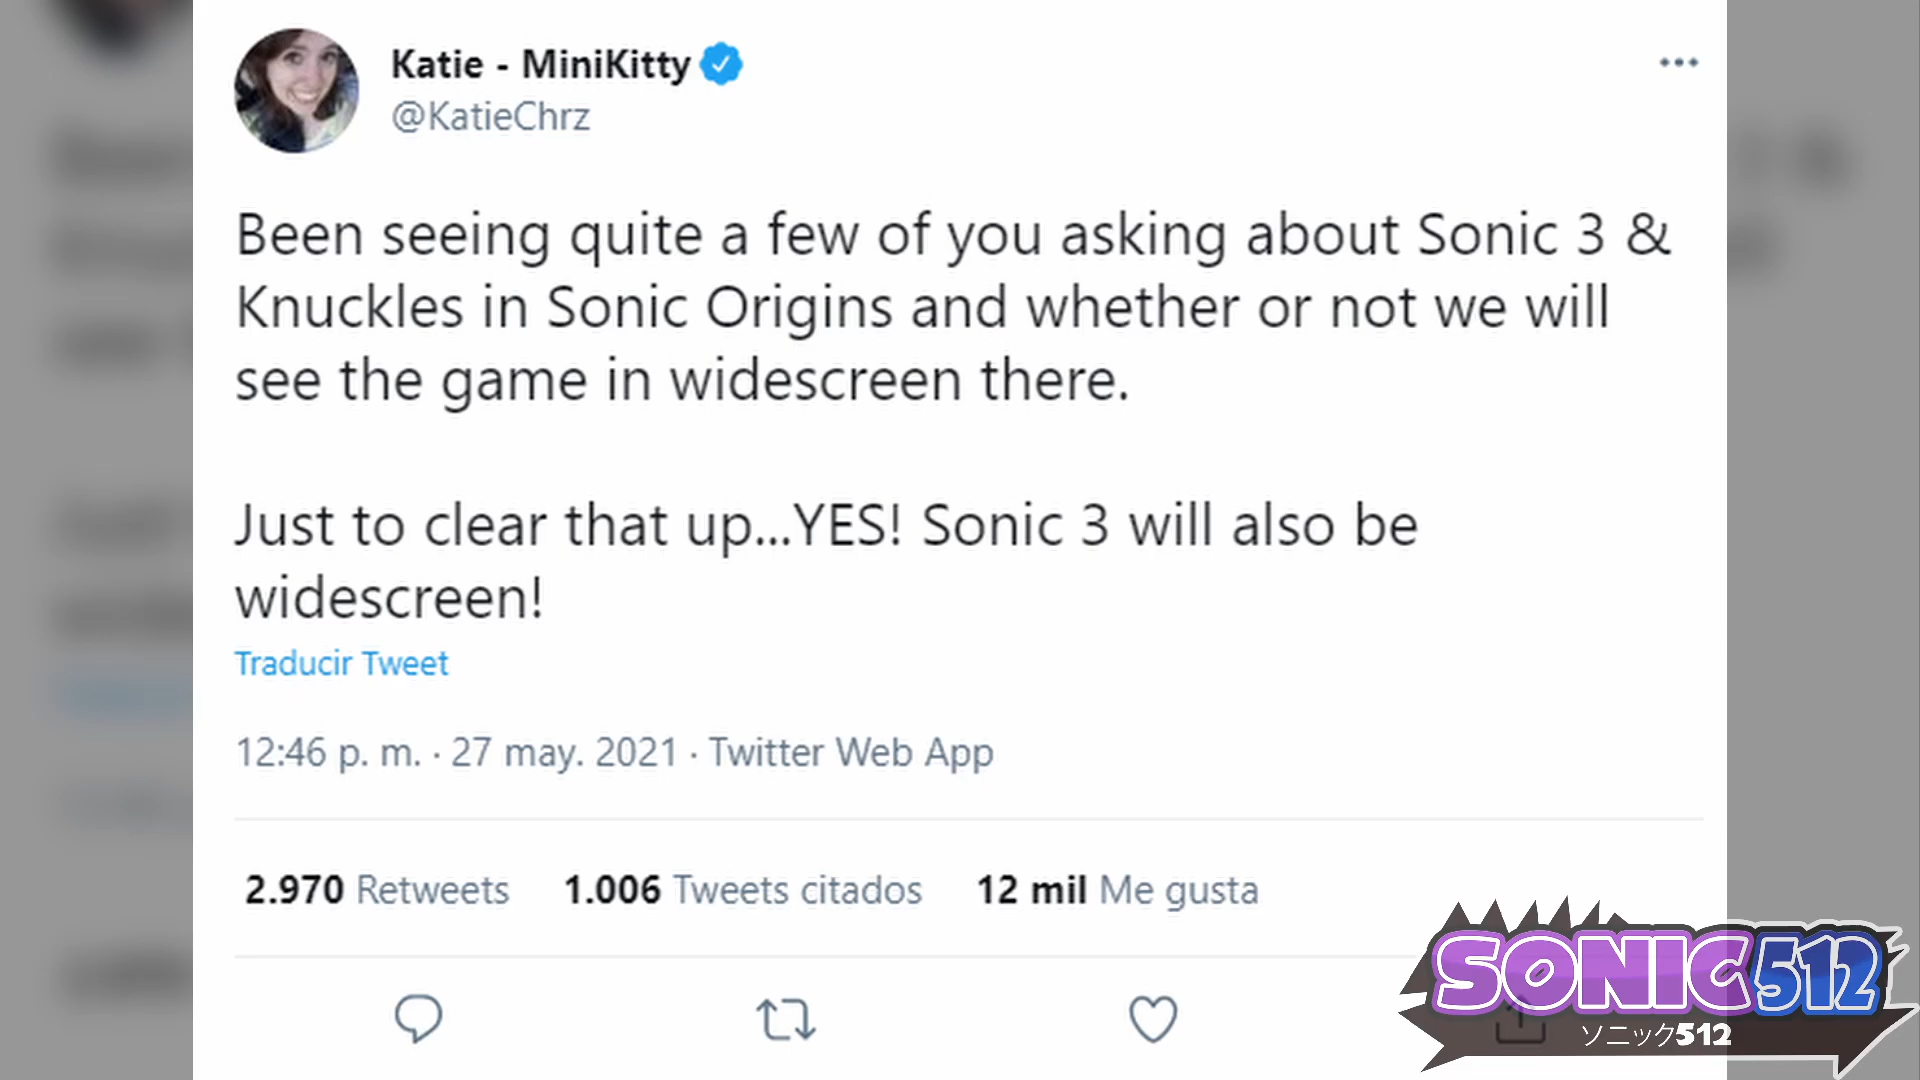 Katie - MiniKitty
@KatieChrz
Been seeing quite a few of you asking about Sonic 3 &
Knuckles in Sonic Origins and whether or not we will
see the game in widescreen there.
Just to clear that up...YES! Sonic 3 will also be
widescreen!
Traducir Tweet
12:46 p. m. · 27 may. 2021 · Twitter Web App
2.970 Retweets 1.006 Tweets citados 12 mil Me gusta
SONIC512
ソニック512